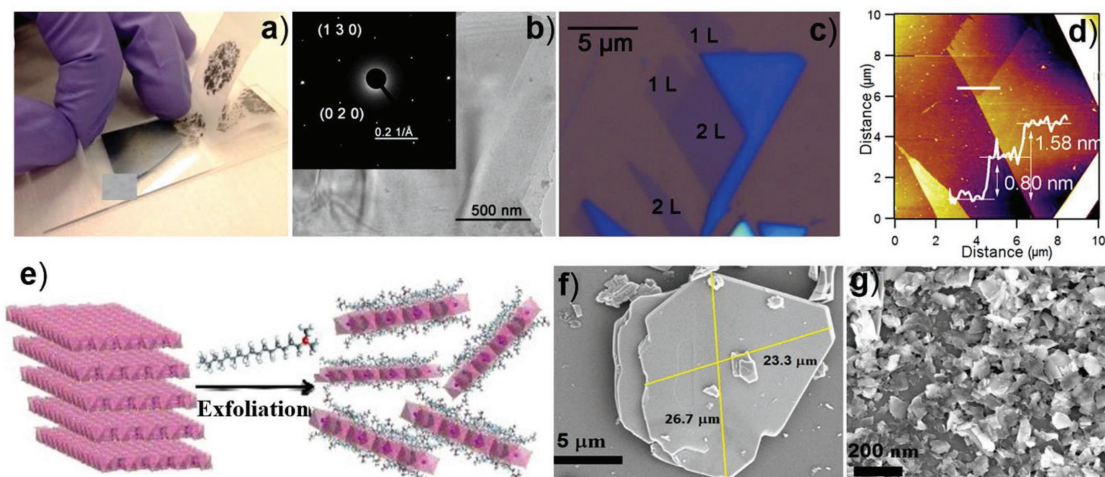 a)
(1 3 0)
(0 2 0)
0.2 1/Å
500 nm
b)
5 µm
c)
1 L
1 L
2 L
2 L
10
8
6
4
2
0
Distance (µm)
d)
1.58 nm
0.80 nm
0 2 4 6 8 10
Distance (µm)
e)
Exfoliation
f)
23.3 µm
26.7 µm
5 µm
g)
200 nm